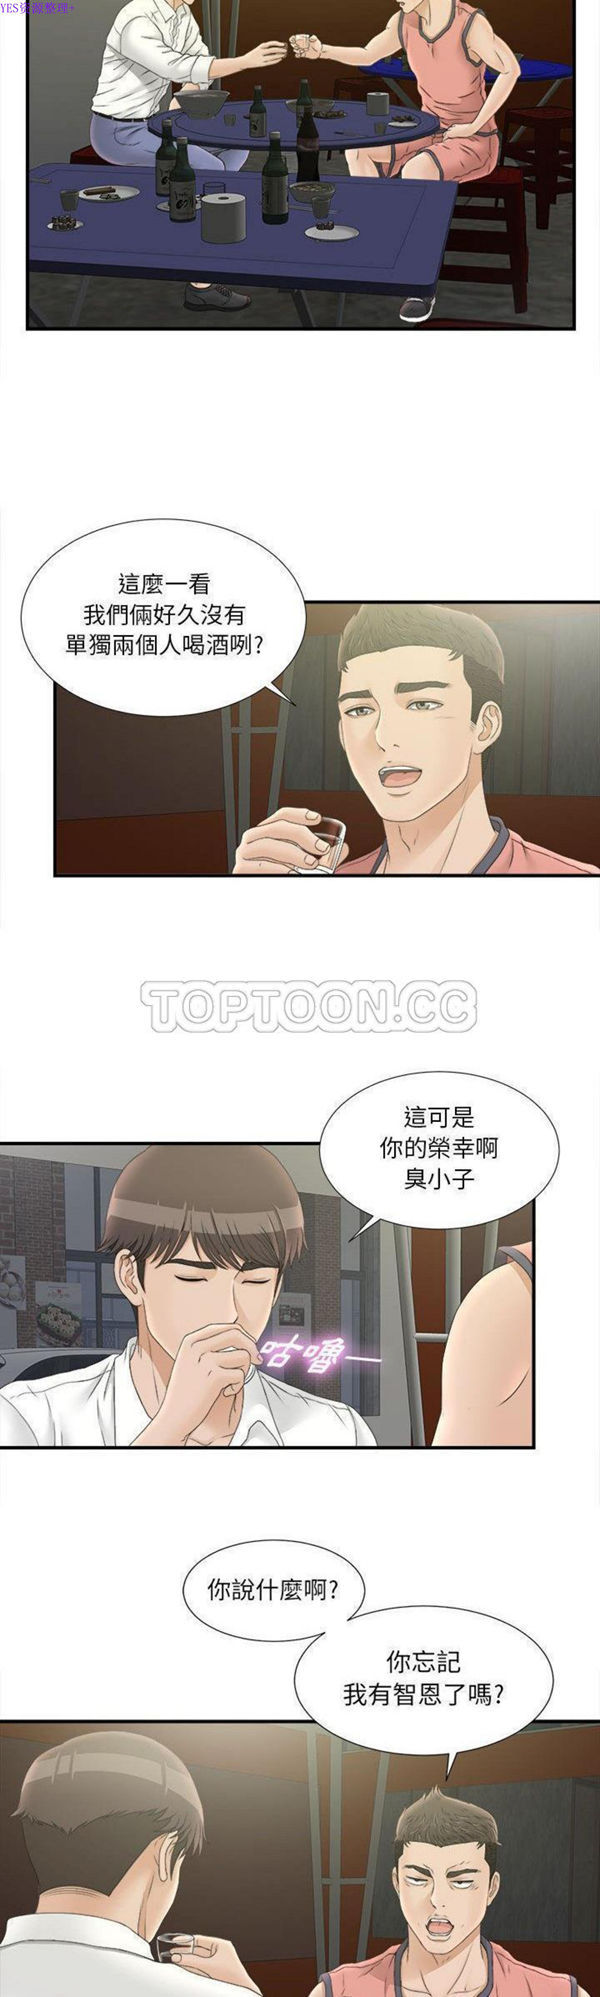 YES资源整理+
這麼一看
我們倆好久沒有
單獨兩個人喝酒咧?
TOPTOON.CC
這可是
你的榮幸啊
臭小子
咕嚕—
你說什麼啊?
你忘記
我有智恩了嗎?